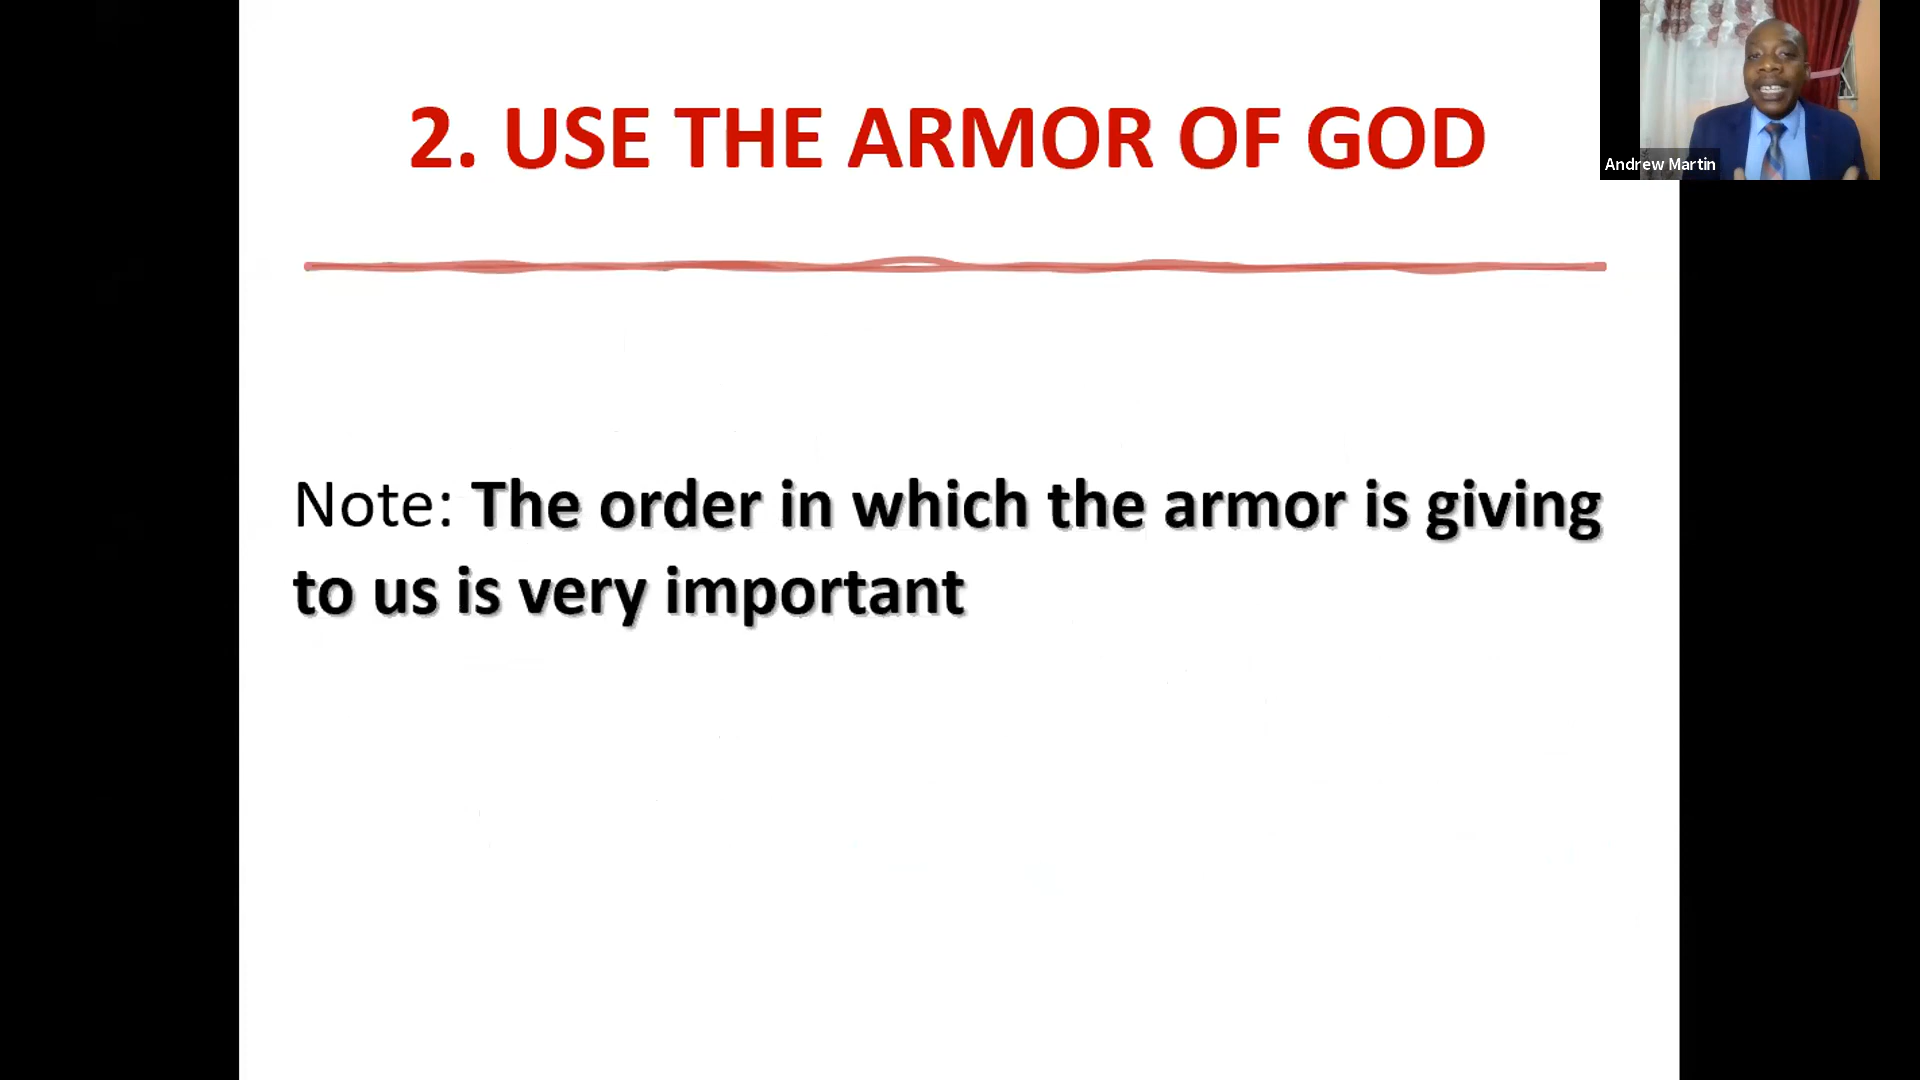 2. USE THE ARMOR OF GOD
Andrew Martin
Note: The order in which the armor is giving
to us is very important